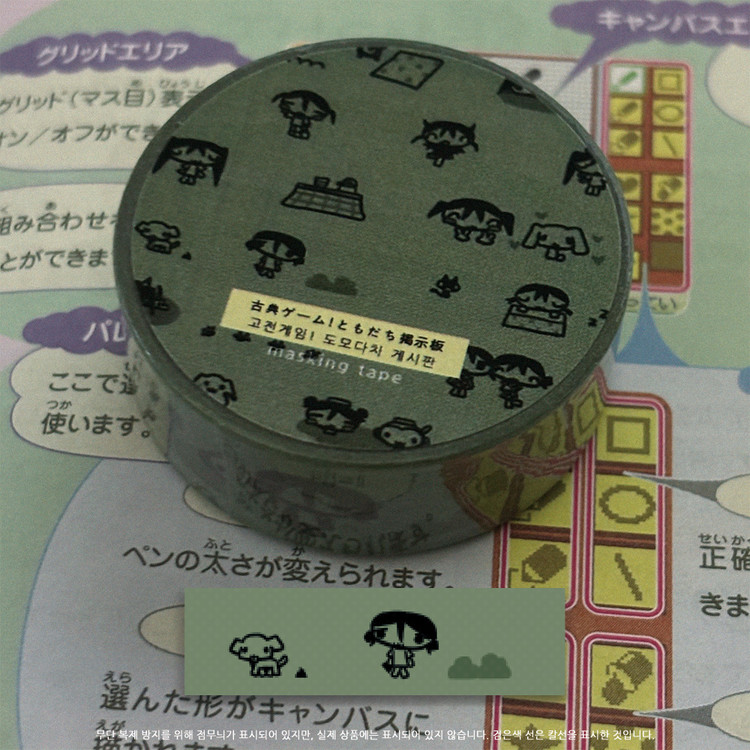 グリッドエリア
キャンバスエ
グリッド(マス目)表
オン/オフができ
組み合わせ
とができま
古典ゲーム!ともだち掲示板
고전게임! 도모다치 게시판
masking tape
パレ
ここで選
使います。
ペンの太さが変えられます。
正確
きま
選んだ形がキャンバスに
描かれます
무단 복제 방지를 위해 점무늬가 표시되어 있지만, 실제 상품에는 표시되어 있지 않습니다. 검은색 선은 칼선을 표시한 것입니다.